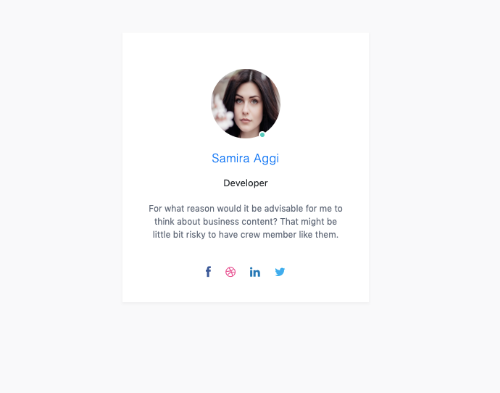 Samira Aggi
Developer
For what reason would it be advisable for me to
think about business content? That might be
little bit risky to have crew member like them.